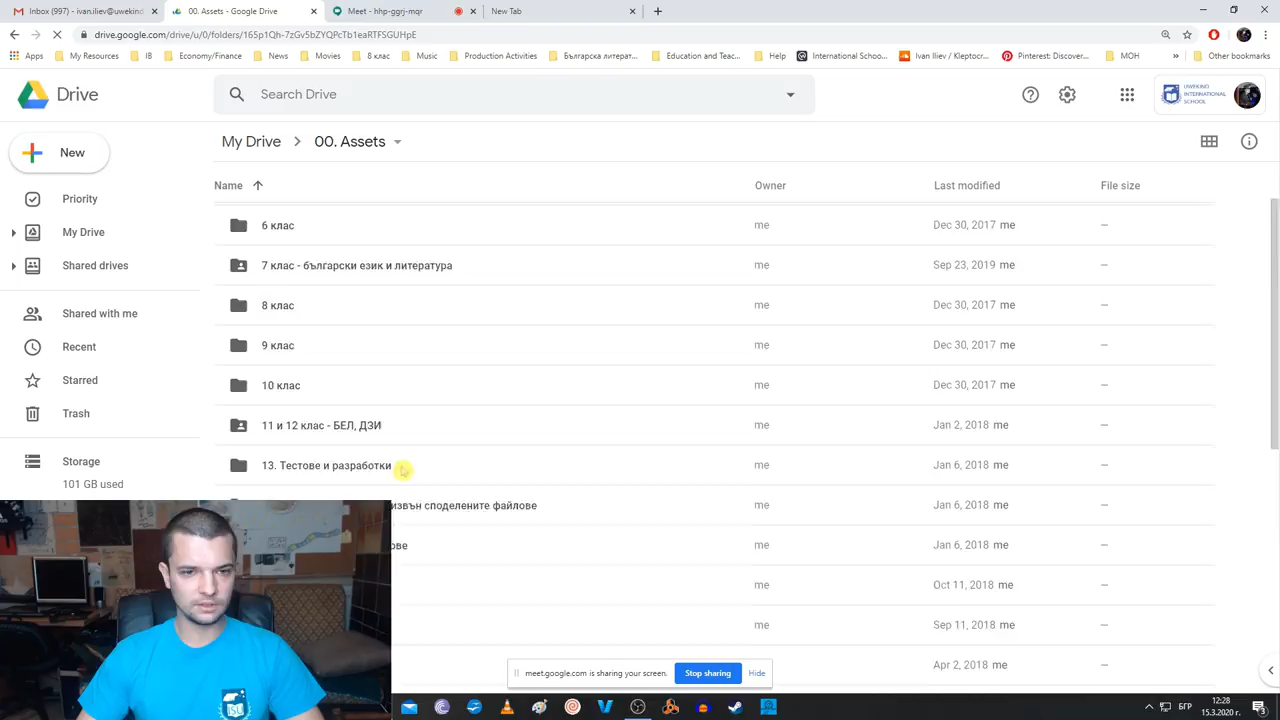 Inbox (997) - ivan.iliev@uwekind
00. Assets - Google Drive
Meet - hhp-ggrj-mqr
New Tab
drive.google.com/drive/u/0/folders/165p1Qh-7zGv5bZYQPcTb1eaRTFSGUHpE
Apps
My Resources
IB
Economy/Finance
News
Movies
8 клас
Music
Production Activities
Българска литерат...
Education and Teac...
Help
International Schoo...
Ivan Iliev / Kleptocr...
Pinterest: Discover...
МОН
»
Other bookmarks
Drive
Search Drive
UWEKIND
INTERNATIONAL
SCHOOL
New
My Drive > 00. Assets
Name
Owner
Last modified
File size
Priority
My Drive
Shared drives
Shared with me
Recent
Starred
Trash
Storage
101 GB used
6 клас me Dec 30, 2017 me –
7 клас - български език и литература me Sep 23, 2019 me –
8 клас me Dec 30, 2017 me –
9 клас me Dec 30, 2017 me –
10 клас me Dec 30, 2017 me –
11 и 12 клас - БЕЛ, ДЗИ me Jan 2, 2018 me –
13. Тестове и разработки me Jan 6, 2018 me –
извън споделените файлове me Jan 6, 2018 me –
ове me Jan 6, 2018 me –
me Oct 11, 2018 me –
me Sep 11, 2018 me –
me Apr 2, 2018 me –
meet.google.com is sharing your screen.
Stop sharing
Hide
БГР
12:28
15.3.2020 г.